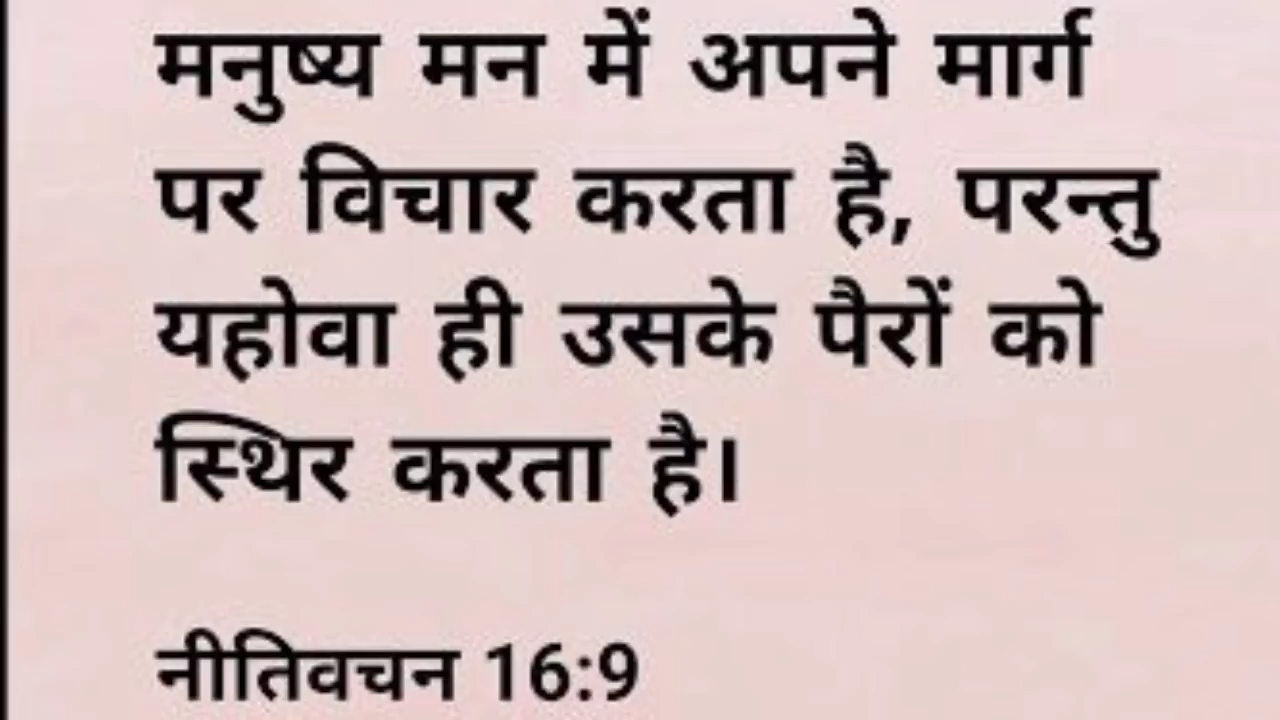 मनुष्य मन में अपने मार्ग
पर विचार करता है, परन्तु
यहोवा ही उसके पैरों को
स्थिर करता है।
नीतिवचन 16:9